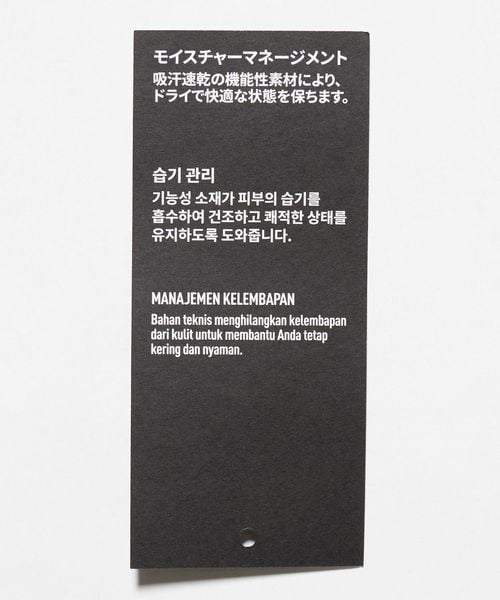 モイスチャーマネージメント
吸汗速乾の機能性素材により、
ドライで快適な状態を保ちます。
습기 관리
기능성 소재가 피부의 습기를
흡수하여 건조하고 쾌적한 상태를
유지하도록 도와줍니다.
MANAJEMEN KELEMBAPAN
Bahan teknis menghilangkan kelembapan
dari kulit untuk membantu Anda tetap
kering dan nyaman.